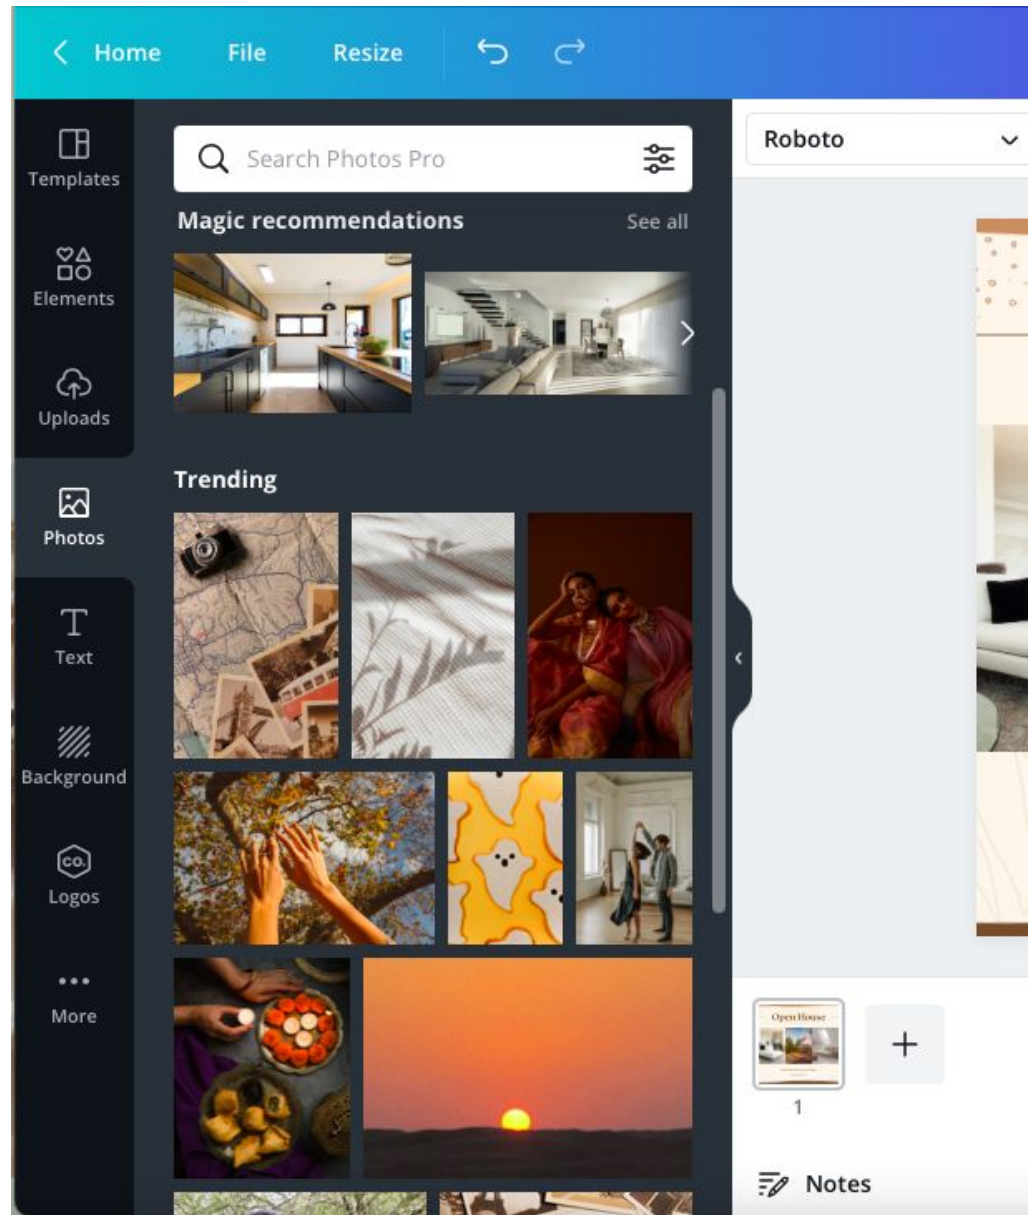 Home File Resize
Templates
Elements
Uploads
Photos
Text
Background
CO.
Logos
More
Search Photos Pro
Magic recommendations See all
Trending
Roboto
Open House
1
Notes